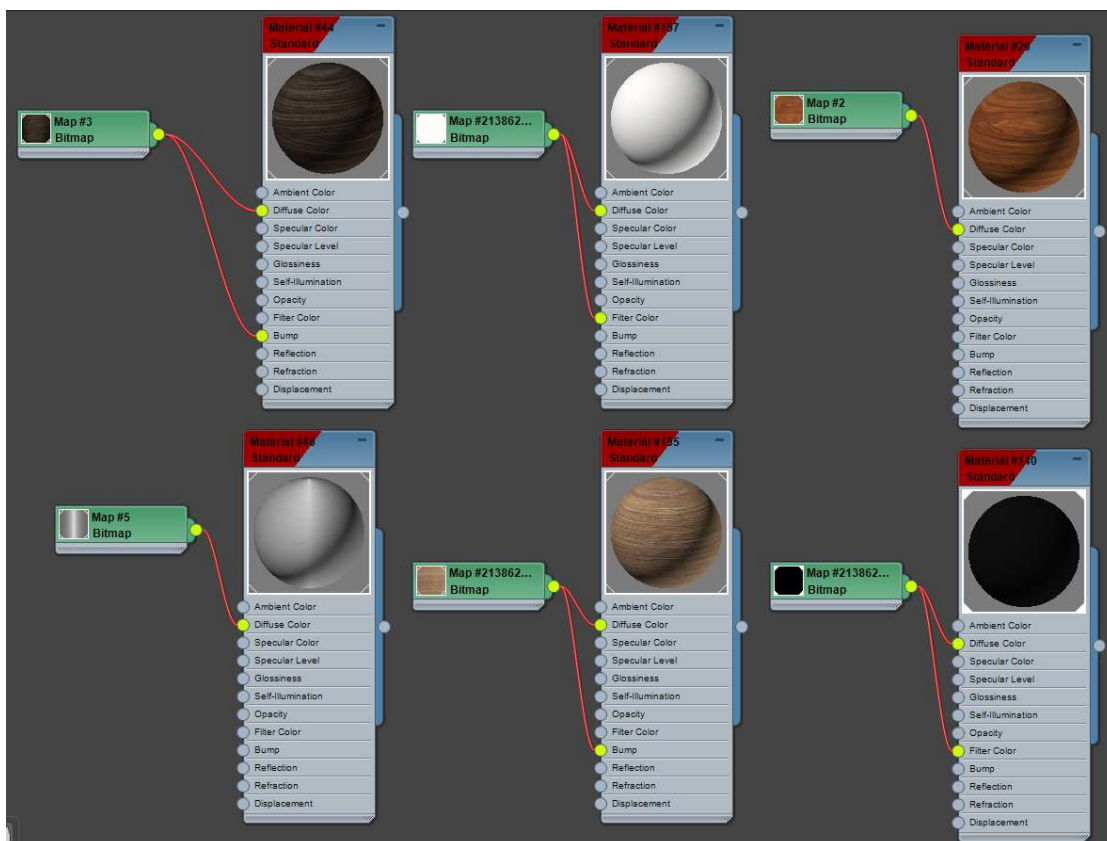 Material #44
Standard
Map #3
Bitmap
Ambient Color
Diffuse Color
Specular Color
Specular Level
Glossiness
Self-Illumination
Opacity
Filter Color
Bump
Reflection
Refraction
Displacement
Material #157
Standard
Map #213862...
Bitmap
Ambient Color
Diffuse Color
Specular Color
Specular Level
Glossiness
Self-Illumination
Opacity
Filter Color
Bump
Reflection
Refraction
Displacement
Material #26
Standard
Map #2
Bitmap
Ambient Color
Diffuse Color
Specular Color
Specular Level
Glossiness
Self-Illumination
Opacity
Filter Color
Bump
Reflection
Refraction
Displacement
Material #46
Standard
Map #5
Bitmap
Ambient Color
Diffuse Color
Specular Color
Specular Level
Glossiness
Self-Illumination
Opacity
Filter Color
Bump
Reflection
Refraction
Displacement
Material #155
Standard
Map #213862...
Bitmap
Ambient Color
Diffuse Color
Specular Color
Specular Level
Glossiness
Self-Illumination
Opacity
Filter Color
Bump
Reflection
Refraction
Displacement
Material #140
Standard
Map #213862...
Bitmap
Ambient Color
Diffuse Color
Specular Color
Specular Level
Glossiness
Self-Illumination
Opacity
Filter Color
Bump
Reflection
Refraction
Displacement